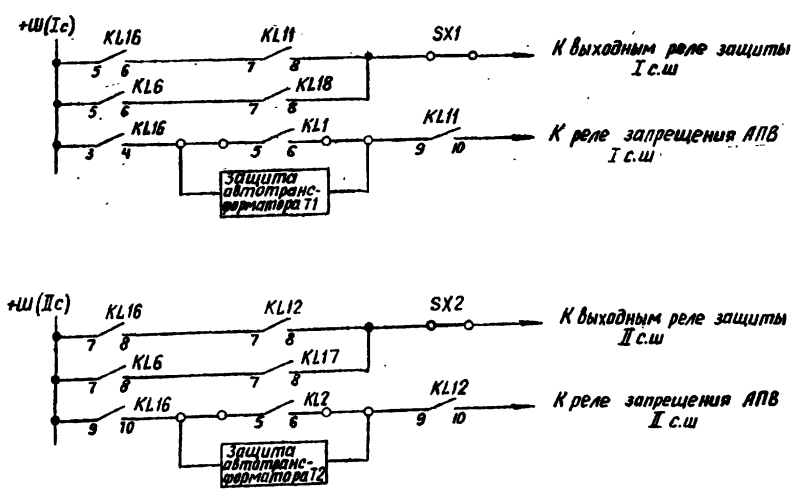 +Ш(Iс)
KL16 KL11 SX1
К выходным реле защиты
I с.ш
5 6 7 8
KL6 KL18
5 6 7 8
KL16 KL1 KL11
К реле запрещения АПВ
I с.ш
3 4 5 6 9 10
Защита
автотранс-
форматора Т1
+Ш(IIс)
KL16 KL12 SX2
К выходным реле защиты
II с.ш
7 8 7 8
KL6 KL17
7 8 7 8
KL16 KL2 KL12
К реле запрещения АПВ
II с.ш
9 10 5 6 9 10
Защита
автотранс-
форматора Т2